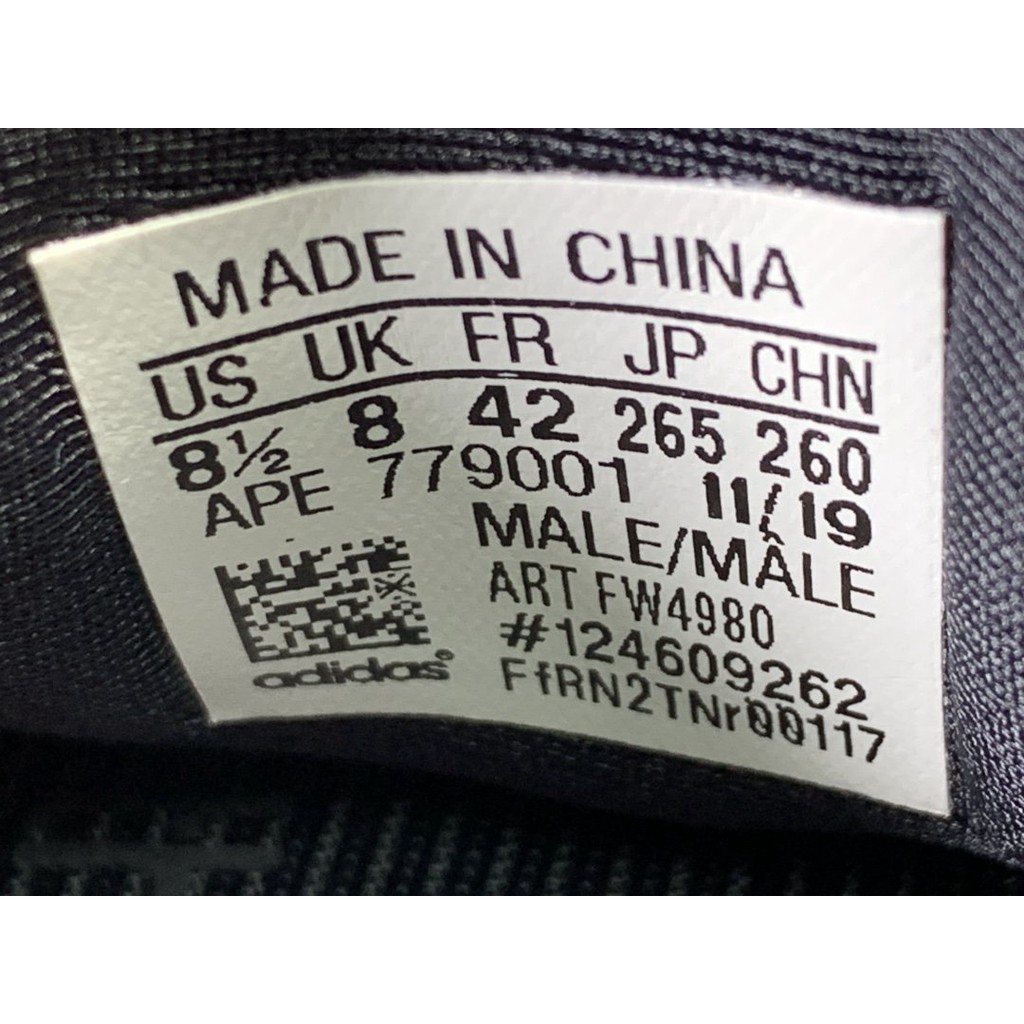 MADE IN CHINA
US UK FR JP CHN
8½ 8 42 265 260
APE 779001 11/19
MALE/MÂLE
ART FW4980
#124609262
FfRN2TNr00117
adidas®